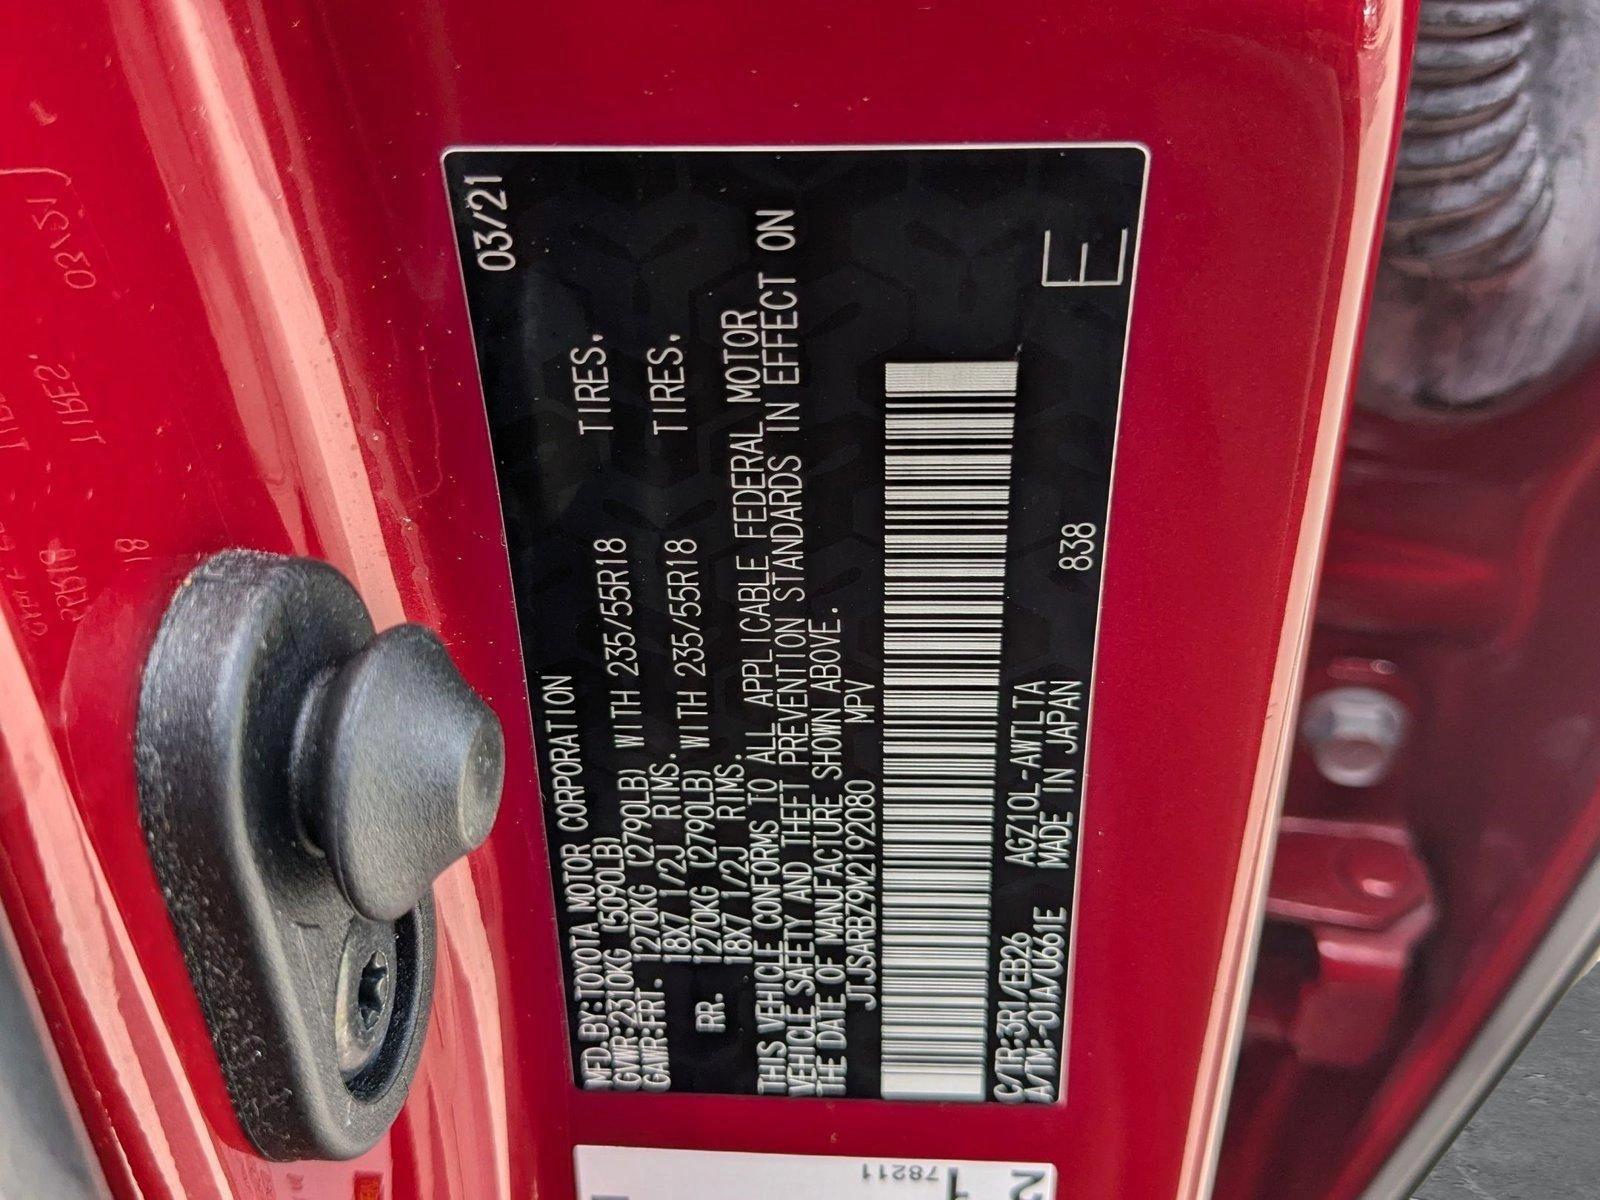 MFD.BY:TOYOTA MOTOR CORPORATION 03/21
GVWR:2310KG (5090LB)
GAWR:FRT. 1270KG (2790LB) WITH 235/55R18 TIRES.
18X7 1/2J RIMS.
RR. 1270KG (2790LB) WITH 235/55R18 TIRES.
18X7 1/2J RIMS.
THIS VEHICLE CONFORMS TO ALL APPLICABLE FEDERAL MOTOR
VEHICLE SAFETY AND THEFT PREVENTION STANDARDS IN EFFECT ON
THE DATE OF MANUFACTURE SHOWN ABOVE.
JTJSARBZ9M2192080 MPV
C/TR:3R1/EB26 AGZ10L-AWTLTA
A/TM:-01A/U661E MADE IN JAPAN 838 E
78211